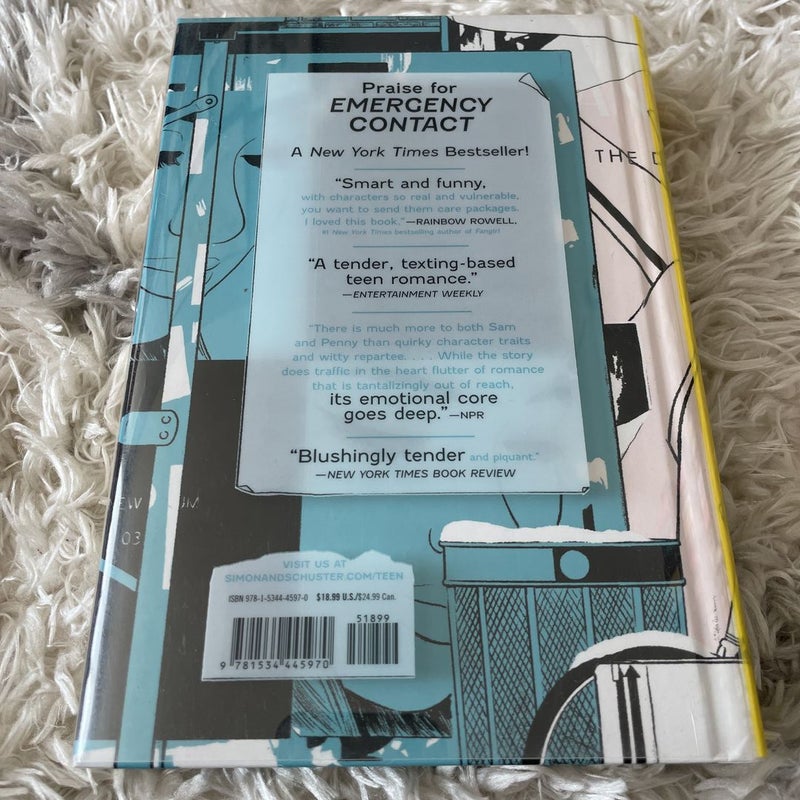 Praise for
EMERGENCY
CONTACT
A New York Times Bestseller!
"Smart and funny,
with characters so real and vulnerable,
you want to send them care packages.
I loved this book."—RAINBOW ROWELL,
#1 New York Times bestselling author of Fangirl
"A tender, texting-based
teen romance."
—ENTERTAINMENT WEEKLY
"There is much more to both Sam
and Penny than quirky character traits
and witty repartee. . . . While the story
does traffic in the heart flutter of romance
that is tantalizingly out of reach,
its emotional core
goes deep."—NPR
"Blushingly tender and piquant."
—NEW YORK TIMES BOOK REVIEW
THE D
VISIT US AT
SIMONANDSCHUSTER.COM/TEEN
ISBN 978-1-5344-4597-0 $18.99 U.S./$24.99 Can.
51899
9 781534 445970